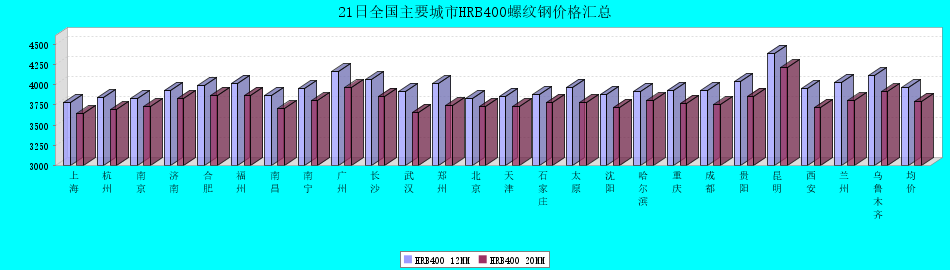 21日全国主要城市HRB400螺纹钢价格汇总
4500
4250
4000
3750
3500
3250
3000
上海
杭州
南京
济南
合肥
福州
南昌
南宁
广州
长沙
武汉
郑州
北京
天津
石家庄
太原
沈阳
哈尔滨
重庆
成都
贵阳
昆明
西安
兰州
乌鲁木齐
均价
HRB400 12MM HRB400 20MM